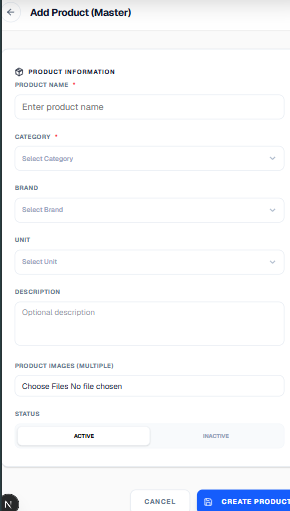 Add Product (Master)
PRODUCT INFORMATION
PRODUCT NAME *
Enter product name
CATEGORY *
Select Category
BRAND
Select Brand
UNIT
Select Unit
DESCRIPTION
Optional description
PRODUCT IMAGES (MULTIPLE)
Choose Files No file chosen
STATUS
ACTIVE INACTIVE
N CANCEL CREATE PRODUCT